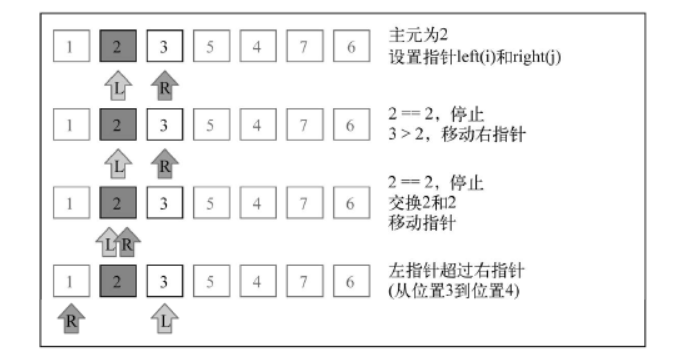 1 2 3 5 4 7 6 主元为2
设置指针left(i)和right(j)
L R
1 2 3 5 4 7 6 2 == 2，停止
3 > 2，移动右指针
L R
1 2 3 5 4 7 6 2 == 2，停止
交换2和2
移动指针
L R
1 2 3 5 4 7 6 左指针超过右指针
(从位置3到位置4)
R L